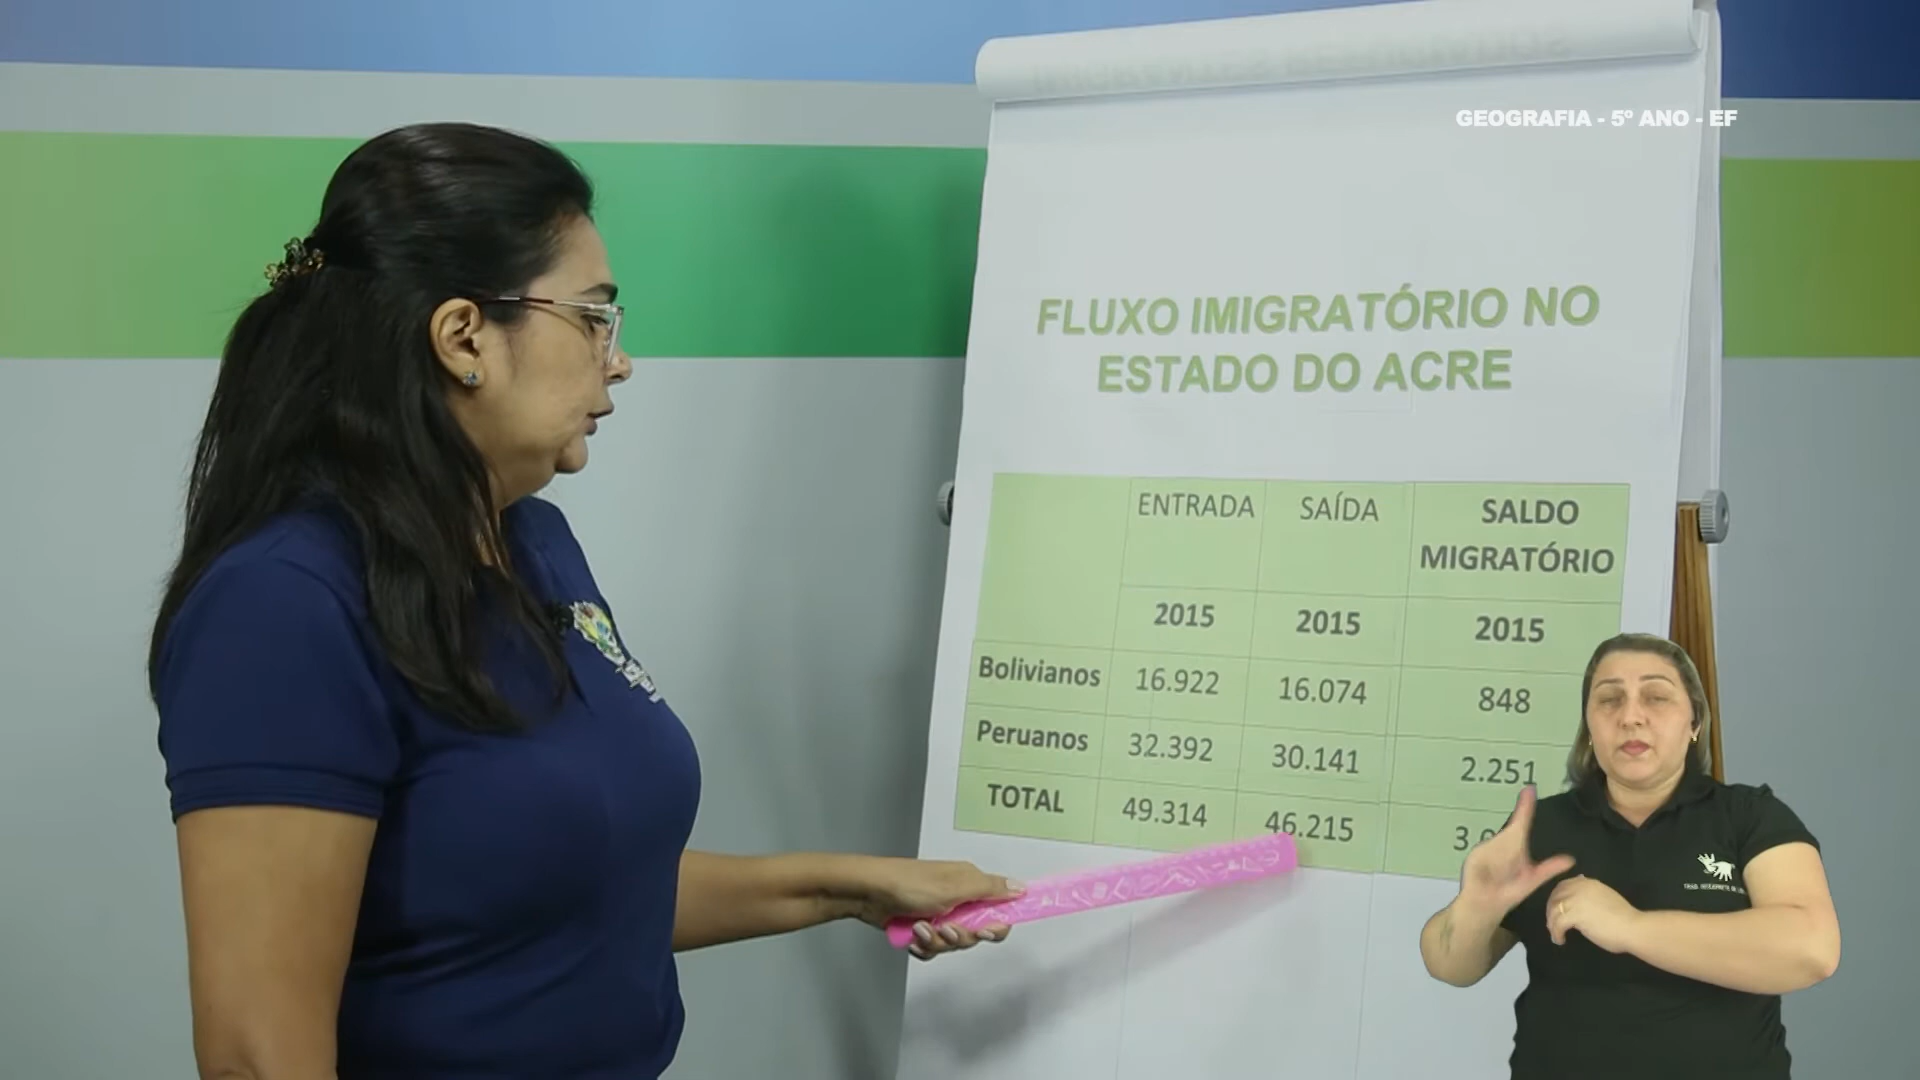 GEOGRAFIA - 5º ANO - EF
FLUXO IMIGRATÓRIO NO
ESTADO DO ACRE
ENTRADA SAÍDA SALDO
MIGRATÓRIO
2015 2015 2015
Bolivianos 16.922 16.074 848
Peruanos 32.392 30.141 2.251
TOTAL 49.314 46.215